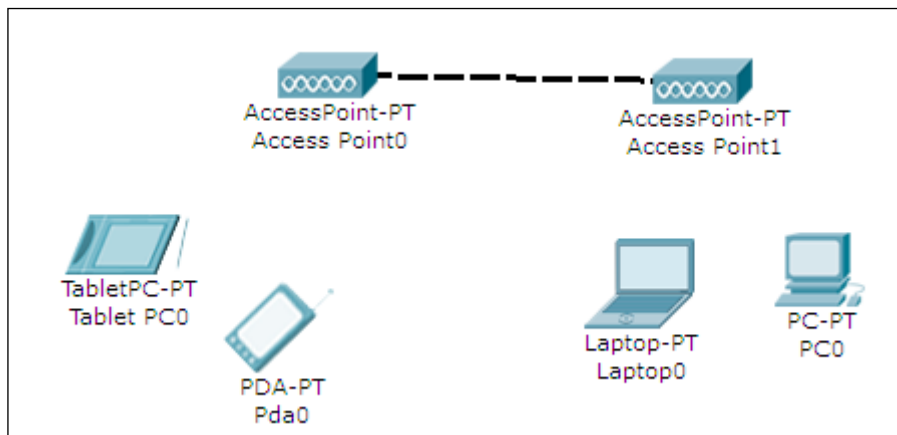 AccessPoint-PT
Access Point0
AccessPoint-PT
Access Point1
TabletPC-PT
Tablet PC0
PDA-PT
Pda0
Laptop-PT
Laptop0
PC-PT
PC0